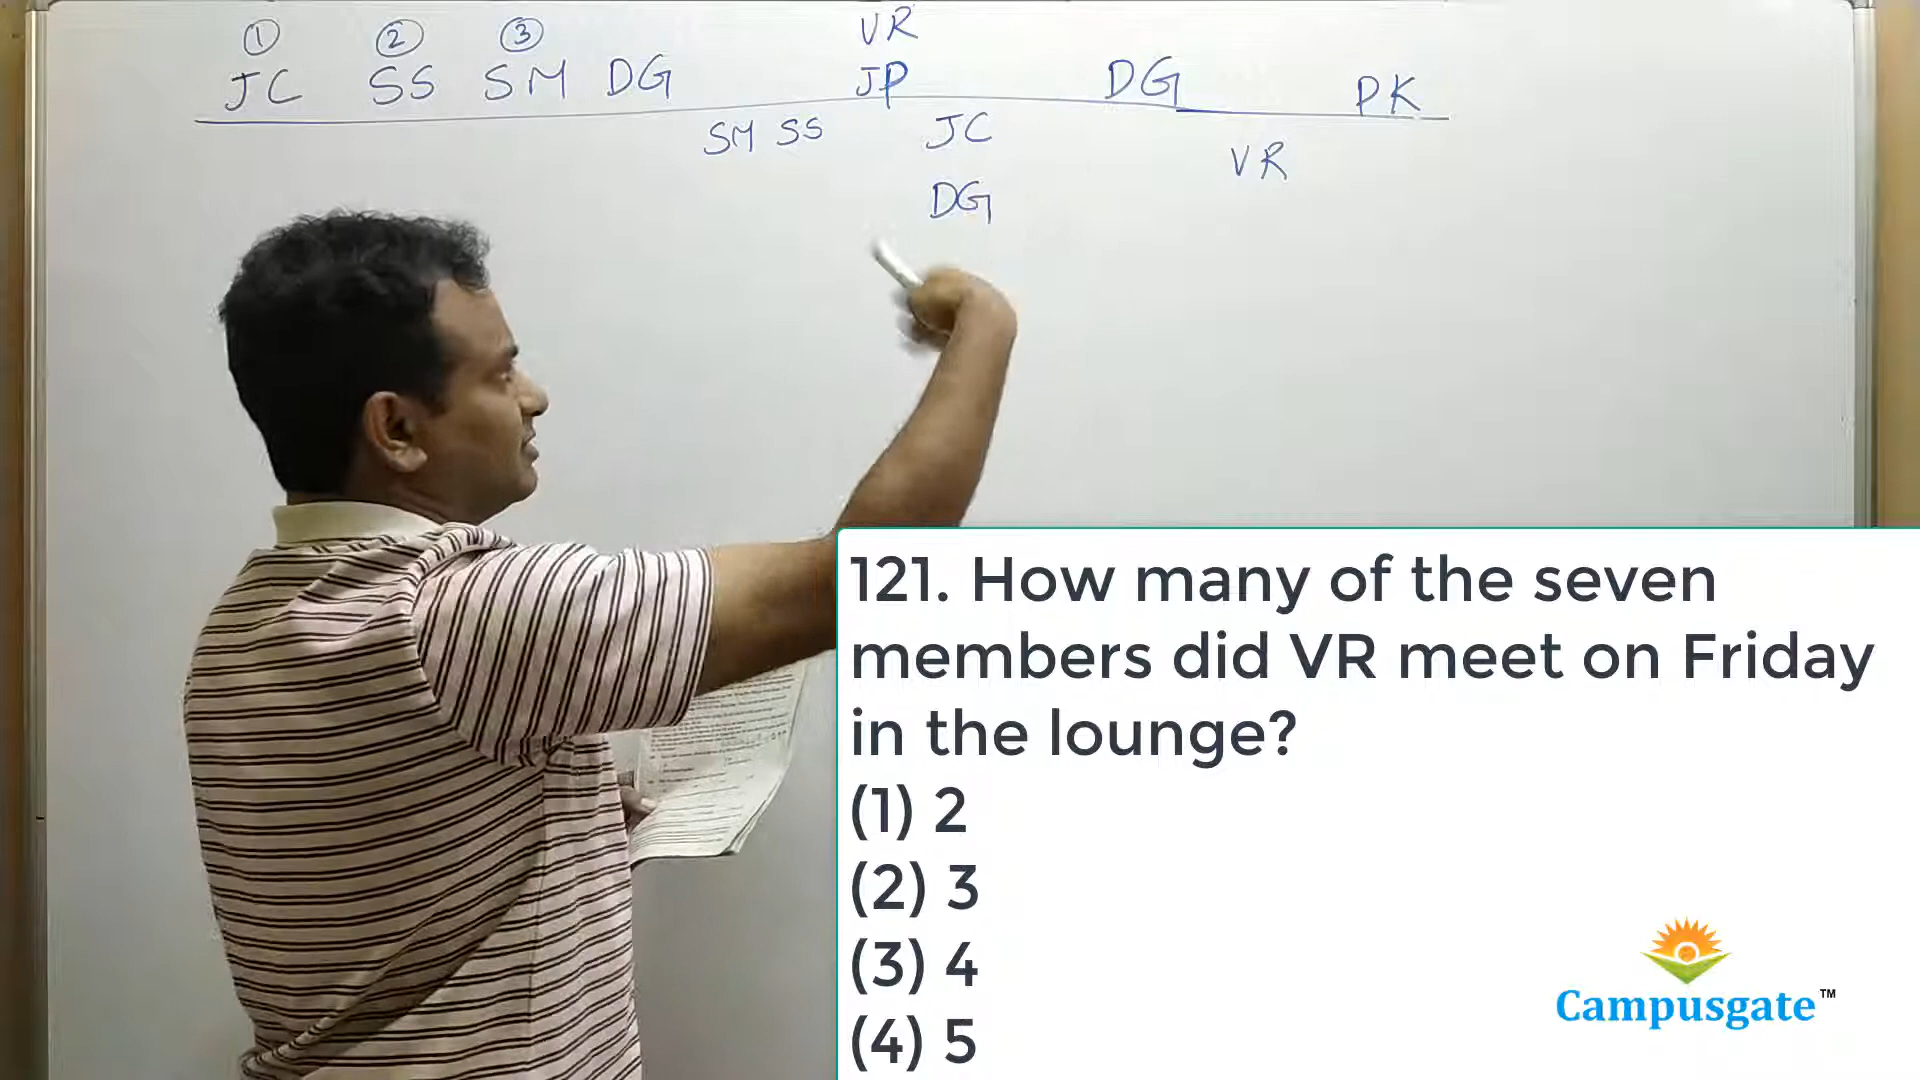 ① ② ③ VR
JC SS SM DG JP DG PK
SM SS JC VR
DG
121. How many of the seven
members did VR meet on Friday
in the lounge?
(1) 2
(2) 3
(3) 4
(4) 5
Campusgate™